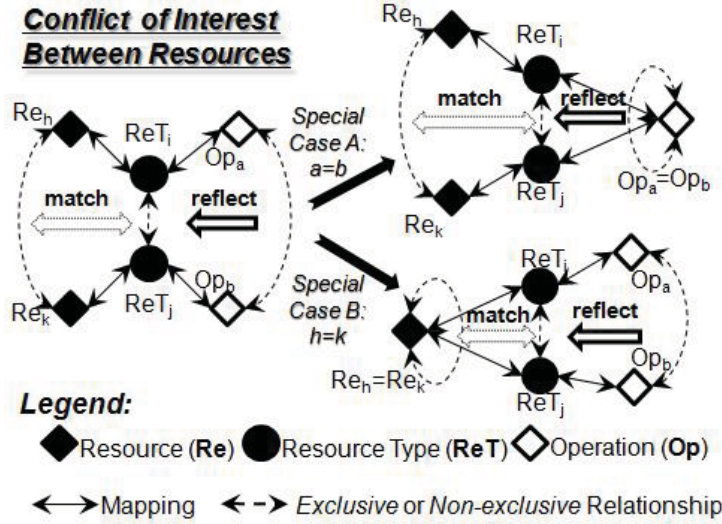 Conflict of Interest
Between Resources
Re_h
ReT_i
Op_a
match
reflect
Re_k
ReT_j
Op_b
Special
Case A:
a=b
Special
Case B:
h=k
Re_h
ReT_i
match
reflect
Re_k
ReT_j
Op_a=Op_b
ReT_i
Op_a
match
reflect
Re_h=Re_k
ReT_j
Op_b
Legend:
Resource (Re) Resource Type (ReT) Operation (Op)
Mapping Exclusive or Non-exclusive Relationship